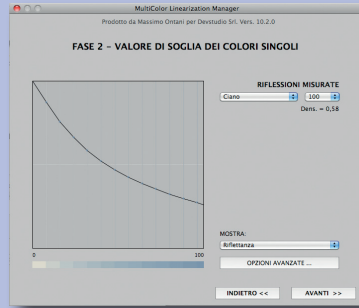 MultiColor Linearization Manager
Prodotto da Massimo Ontani per Devstudio Srl. Vers. 10.2.0
FASE 2 - VALORE DI SOGLIA DEI COLORI SINGOLI
RIFLESSIONI MISURATE
Ciano 100
Dens. = 0,58
MOSTRA:
Riflettanza
0 100
OPZIONI AVANZATE ...
INDIETRO << AVANTI >>